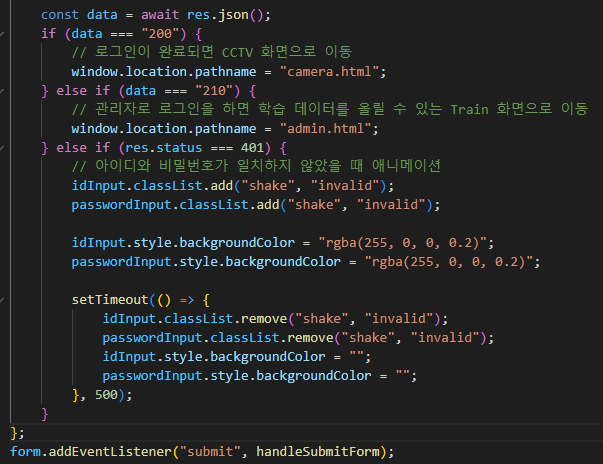 const data = await res.json();
if (data === "200") {
// 로그인이 완료되면 CCTV 화면으로 이동
window.location.pathname = "camera.html";
} else if (data === "210") {
// 관리자로 로그인을 하면 학습 데이터를 올릴 수 있는 Train 화면으로 이동
window.location.pathname = "admin.html";
} else if (res.status === 401) {
// 아이디와 비밀번호가 일치하지 않았을 때 애니메이션
idInput.classList.add("shake", "invalid");
passwordInput.classList.add("shake", "invalid");
idInput.style.backgroundColor = "rgba(255, 0, 0, 0.2)";
passwordInput.style.backgroundColor = "rgba(255, 0, 0, 0.2)";
setTimeout(() => {
idInput.classList.remove("shake", "invalid");
passwordInput.classList.remove("shake", "invalid");
idInput.style.backgroundColor = "";
passwordInput.style.backgroundColor = "";
}, 500);
}
};
form.addEventListener("submit", handleSubmitForm);